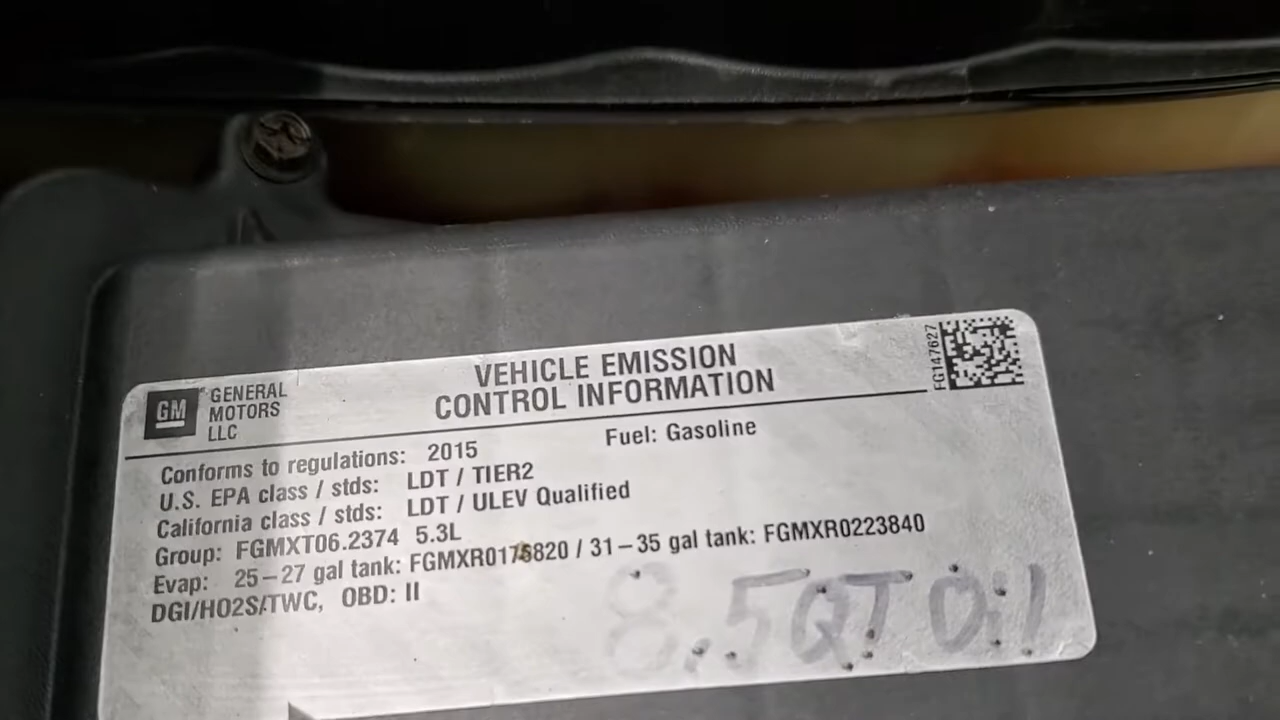 GM
GENERAL
MOTORS
LLC
VEHICLE EMISSION
CONTROL INFORMATION
FG147627
Conforms to regulations: 2015 Fuel: Gasoline
U.S. EPA class / stds: LDT / TIER2
California class / stds: LDT / ULEV Qualified
Group: FGMXT06.2374 5.3L
Evap: 25–27 gal tank: FGMXR0176820 / 31–35 gal tank: FGMXR0223840
DGI/HO2S/TWC, OBD: II
8.5QT Oil